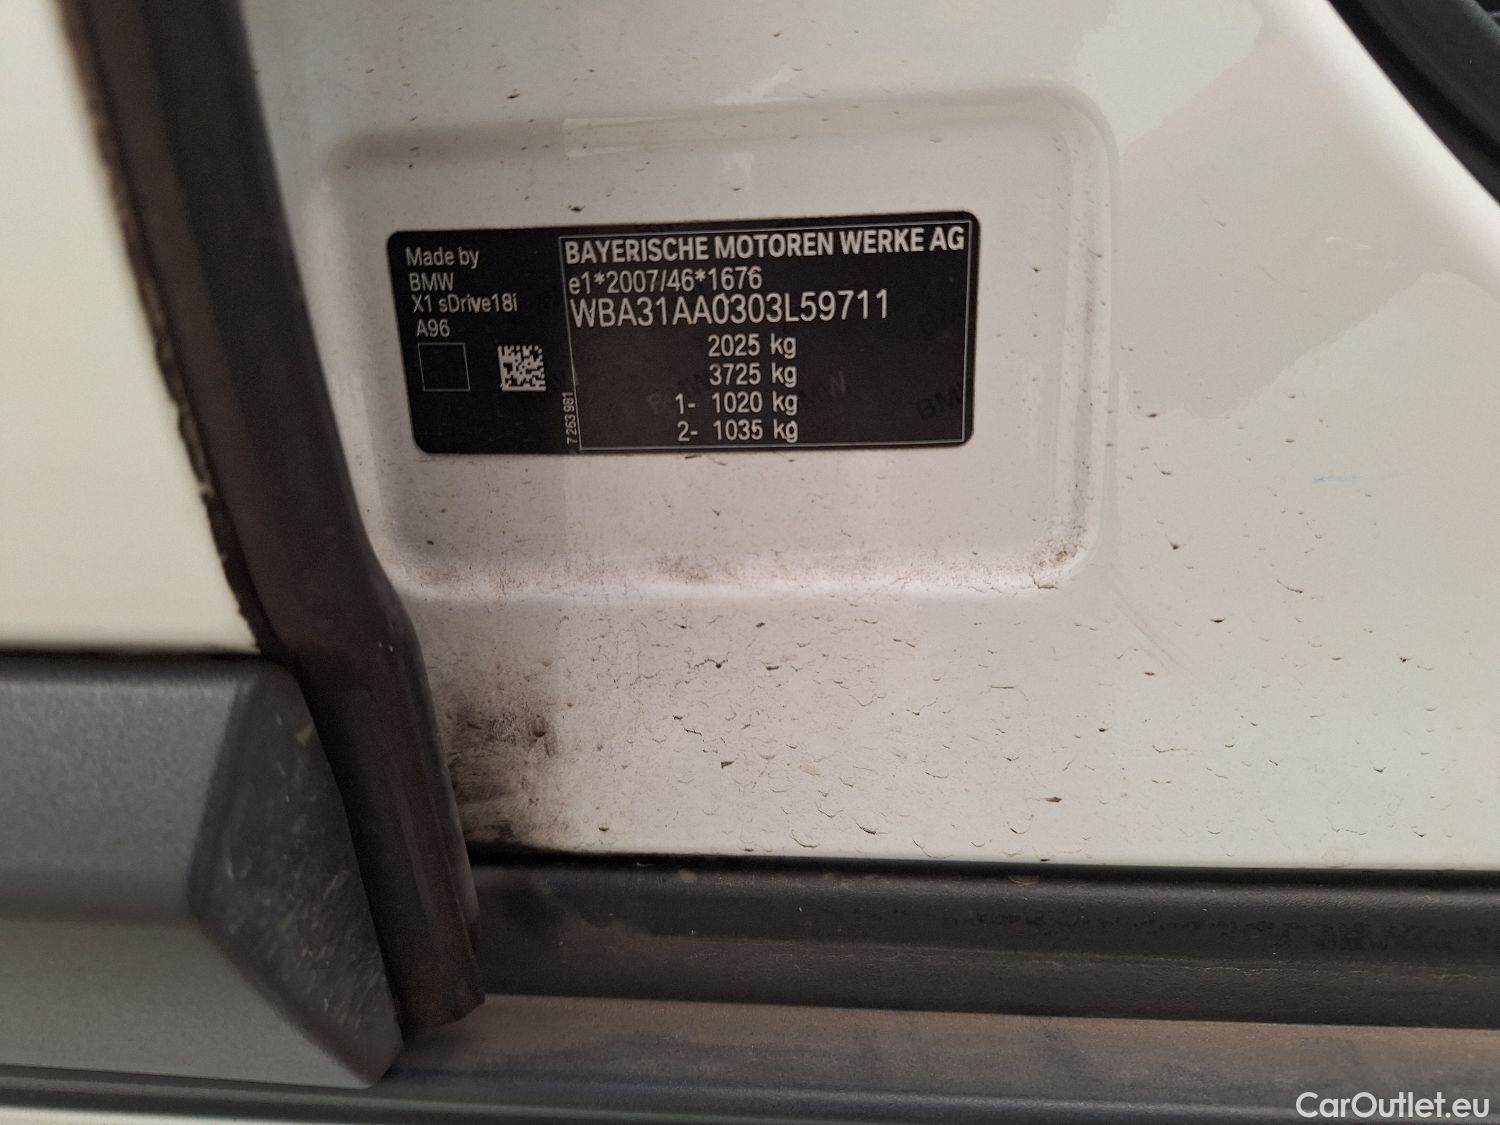 Made by
BMW
X1 sDrive18i
A96
7 263 981
BAYERISCHE MOTOREN WERKE AG
e1*2007/46*1676
WBA31AA0303L59711
2025 kg
3725 kg
1- 1020 kg
2- 1035 kg
CarOutlet.eu